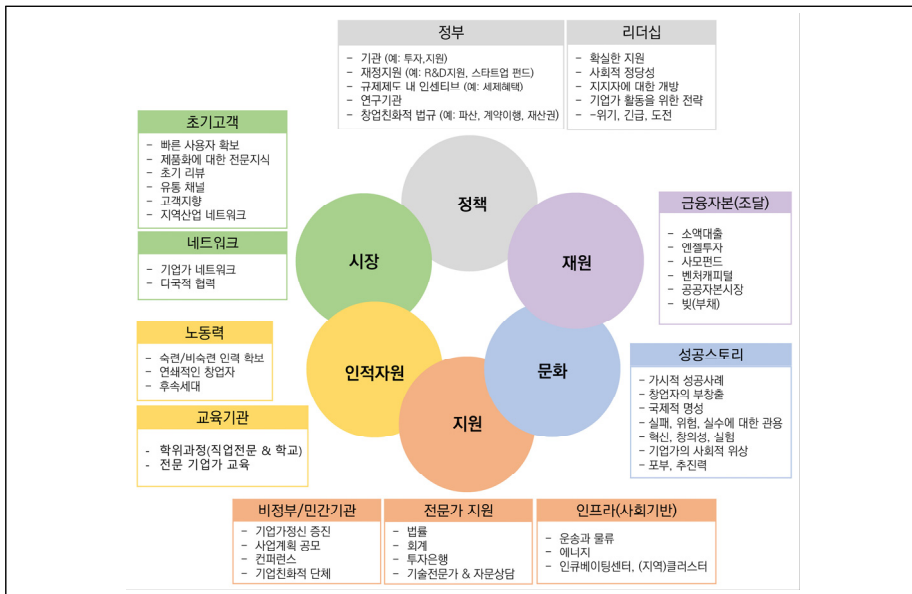 정부
- 기관 (예: 투자,지원)
- 재정지원 (예: R&D지원, 스타트업 펀드)
- 규제제도 내 인센티브 (예: 세제혜택)
- 연구기관
- 창업친화적 법규 (예: 파산, 계약이행, 재산권)
리더십
- 확실한 지원
- 사회적 정당성
- 지지자에 대한 개방
- 기업가 활동을 위한 전략
- -위기, 긴급, 도전
초기고객
- 빠른 사용자 확보
- 제품화에 대한 전문지식
- 초기 리뷰
- 유통 채널
- 고객지향
- 지역산업 네트워크
네트워크
- 기업가 네트워크
- 디국적 협력
노동력
- 숙련/비숙련 인력 확보
- 연쇄적인 창업자
- 후속세대
교육기관
- 학위과정(직업전문 & 학교)
- 전문 기업가 교육
정책
시장
재원
인적자원
문화
지원
금융자본(조달)
- 소액대출
- 엔젤투자
- 사모펀드
- 벤처캐피털
- 공공자본시장
- 빚(부채)
성공스토리
- 가시적 성공사례
- 창업자의 부창출
- 국제적 명성
- 실패, 위험, 실수에 대한 관용
- 혁신, 창의성, 실험
- 기업가의 사회적 위상
- 포부, 추진력
비정부/민간기관
- 기업가정신 증진
- 사업계획 공모
- 컨퍼런스
- 기업친화적 단체
전문가 지원
- 법률
- 회계
- 투자은행
- 기술전문가 & 자문상담
인프라(사회기반)
- 운송과 물류
- 에너지
- 인큐베이팅센터, (지역)클러스터